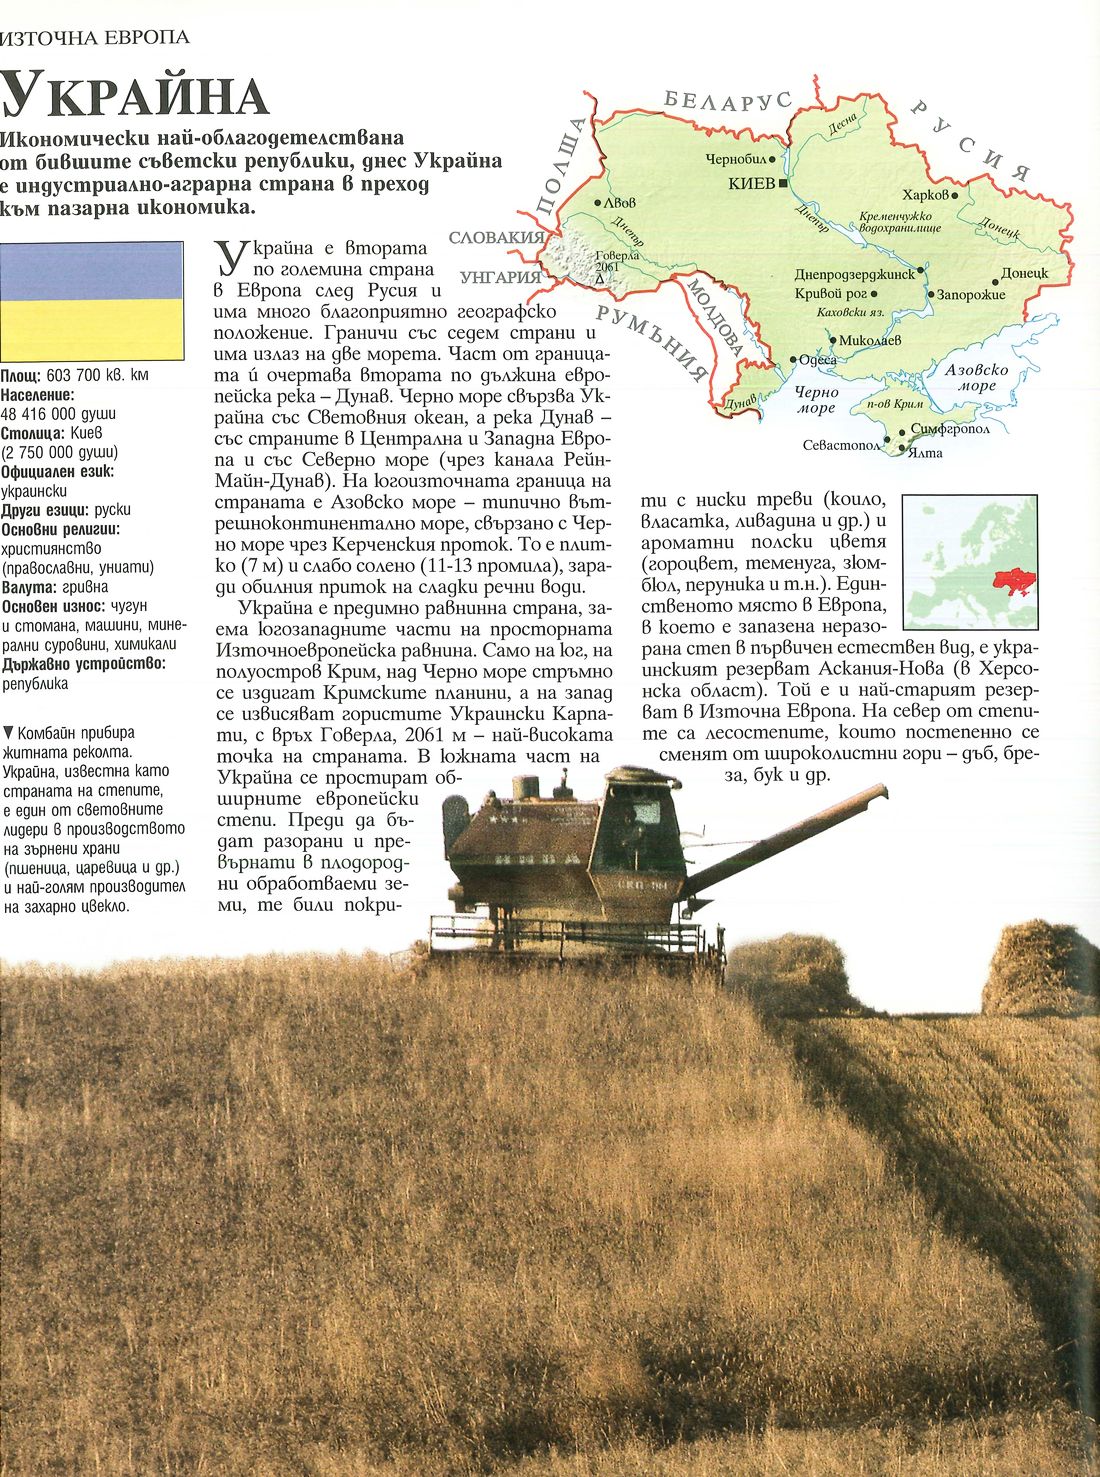 ИЗТОЧНА ЕВРОПА
УКРАЙНА
Икономически най-облагодетелствана
от бившите съветски републики, днес Украйна
е индустриално-аграрна страна в преход
към пазарна икономика.
Площ: 603 700 кв. км
Население:
48 416 000 души
Столица: Киев
(2 750 000 души)
Официален език:
украински
Други езици: руски
Основни религии:
християнство
(православни, униати)
Валута: гривна
Основен износ: чугун
и стомана, машини, мине-
рални суровини, химикали
Държавно устройство:
република
▼ Комбайн прибира
житната реколта.
Украйна, известна като
страната на степите,
е един от световните
лидери в производството
на зърнени храни
(пшеница, царевица и др.)
и най-голям производител
на захарно цвекло.
Украйна е втората
по големина страна
в Европа след Русия и
има много благоприятно географско
положение. Граничи със седем страни и
има излаз на две морета. Част от граница-
та ѝ очертава втората по дължина евро-
пейска река – Дунав. Черно море свързва Ук-
райна със Световния океан, а река Дунав –
със страните в Централна и Западна Евро-
па и със Северно море (чрез канала Рейн-
Майн-Дунав). На югоизточната граница на
страната е Азовско море – типично вът-
решноконтинентално море, свързано с Чер-
но море чрез Керченския проток. То е плит-
ко (7 м) и слабо солено (11-13 промила), зара-
ди обилния приток на сладки речни води.
Украйна е предимно равнинна страна, за-
ема югозападните части на просторната
Източноевропейска равнина. Само на юг, на
полуостров Крим, над Черно море стръмно
се издигат Кримските планини, а на запад
се извисяват гористите Украински Карпа-
ти, с връх Говерла, 2061 м – най-високата
точка на страната. В южната част на
Украйна се простират об-
ширните европейски
степи. Преди да бъ-
дат разорани и пре-
върнати в плодород-
ни обработваеми зе-
ми, те били покри-
ти с ниски треви (коило,
власатка, ливадина и др.) и
ароматни полски цветя
(гороцвет, теменуга, зюм-
бюл, перуника и т.н.). Един-
ственото място в Европа,
в което е запазена неразо-
рана степ в първичен естествен вид, е укра-
инският резерват Аскания-Нова (в Херсо-
нска област). Той е и най-старият резер-
ват в Източна Европа. На север от степи-
те са лесостепите, които постепенно се
сменят от широколистни гори – дъб, бре-
за, бук и др.
БЕЛАРУС
РУСИЯ
ПОЛША
СЛОВАКИЯ
УНГАРИЯ
РУМЪНИЯ
МОЛДОВА
Десна
Чернобил
КИЕВ
Харков
Лвов
Днепър
Днепър
Кременчужко
водохранилище
Донецк
Говерла
2061
Днепродзержинск
Донецк
Кривой рог
Запорожие
Каховски яз.
Миколаев
Одеса
Азовско
море
Черно
море
Дунав
п-ов Крим
Симфгропол
Севастопол
Ялта
НИВА